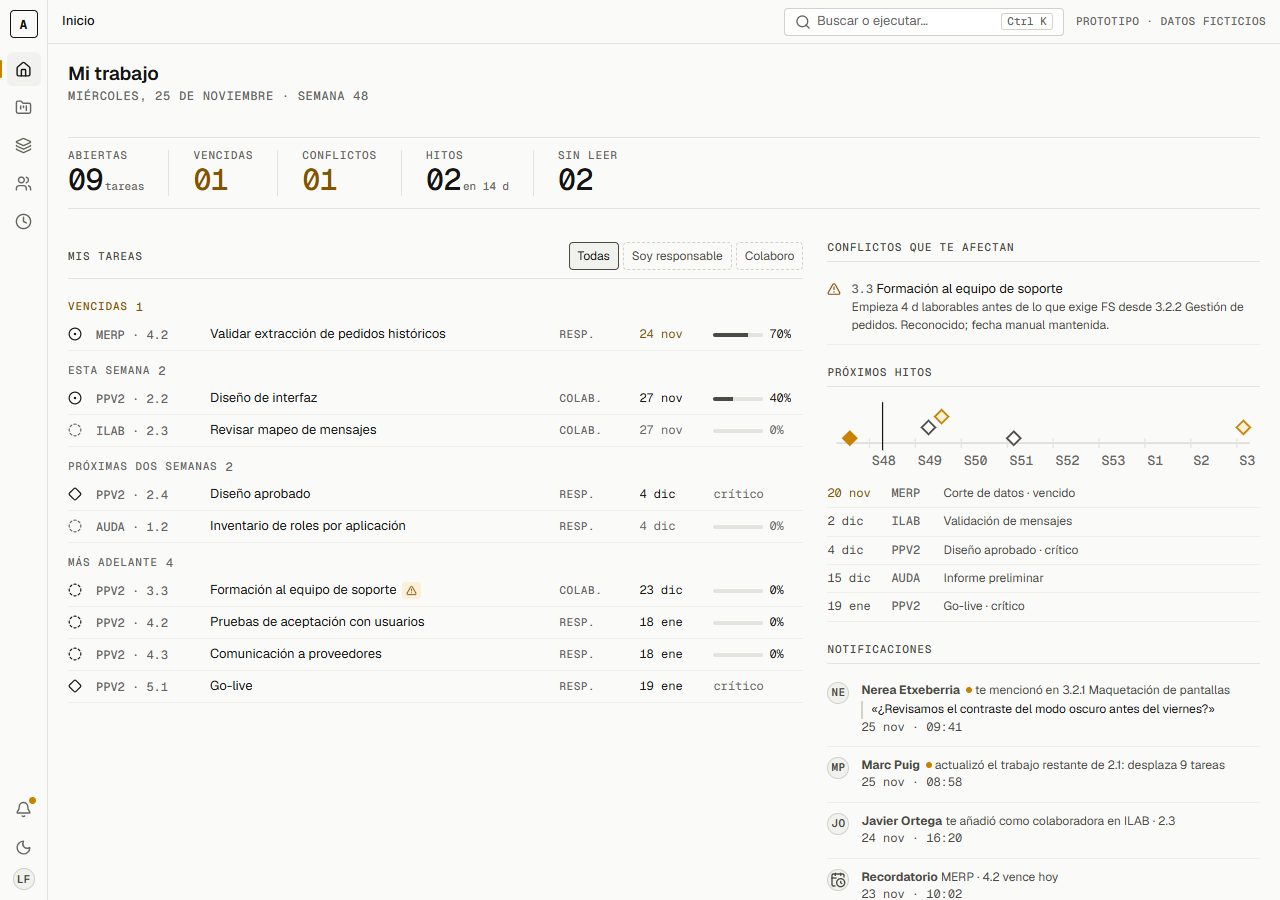 A
Inicio
Buscar o ejecutar…
Ctrl K
PROTOTIPO · DATOS FICTICIOS
Mi trabajo
MIÉRCOLES, 25 DE NOVIEMBRE · SEMANA 48
ABIERTAS
09 tareas
VENCIDAS
01
CONFLICTOS
01
HITOS
02 en 14 d
SIN LEER
02
MIS TAREAS
Todas
Soy responsable
Colaboro
VENCIDAS 1
MERP · 4.2 Validar extracción de pedidos históricos RESP. 24 nov 70%
ESTA SEMANA 2
PPV2 · 2.2 Diseño de interfaz COLAB. 27 nov 40%
ILAB · 2.3 Revisar mapeo de mensajes COLAB. 27 nov 0%
PRÓXIMAS DOS SEMANAS 2
PPV2 · 2.4 Diseño aprobado RESP. 4 dic crítico
AUDA · 1.2 Inventario de roles por aplicación RESP. 4 dic 0%
MÁS ADELANTE 4
PPV2 · 3.3 Formación al equipo de soporte COLAB. 23 dic 0%
PPV2 · 4.2 Pruebas de aceptación con usuarios RESP. 18 ene 0%
PPV2 · 4.3 Comunicación a proveedores RESP. 18 ene 0%
PPV2 · 5.1 Go-live RESP. 19 ene crítico
CONFLICTOS QUE TE AFECTAN
3.3 Formación al equipo de soporte
Empieza 4 d laborables antes de lo que exige FS desde 3.2.2 Gestión de
pedidos. Reconocido; fecha manual mantenida.
PRÓXIMOS HITOS
S48 S49 S50 S51 S52 S53 S1 S2 S3
20 nov MERP Corte de datos · vencido
2 dic ILAB Validación de mensajes
4 dic PPV2 Diseño aprobado · crítico
15 dic AUDA Informe preliminar
19 ene PPV2 Go-live · crítico
NOTIFICACIONES
NE Nerea Etxeberria te mencionó en 3.2.1 Maquetación de pantallas
«¿Revisamos el contraste del modo oscuro antes del viernes?»
25 nov · 09:41
MP Marc Puig actualizó el trabajo restante de 2.1: desplaza 9 tareas
25 nov · 08:58
JO Javier Ortega te añadió como colaboradora en ILAB · 2.3
24 nov · 16:20
Recordatorio MERP · 4.2 vence hoy
23 nov · 10:02
LF